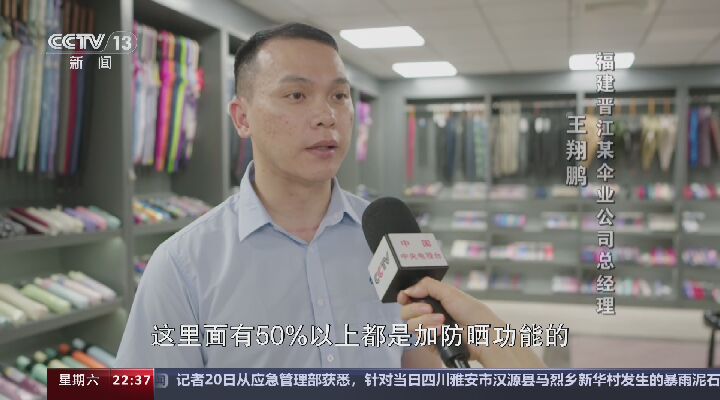 CCTV 13
新闻
福建晋江某伞业公司总经理
王翔鹏
中国
中央电视台
CCTV
这里面有50%以上都是加防晒功能的
星期六 22:37 记者20日从应急管理部获悉，针对当日四川雅安市汉源县马烈乡新华村发生的暴雨泥石